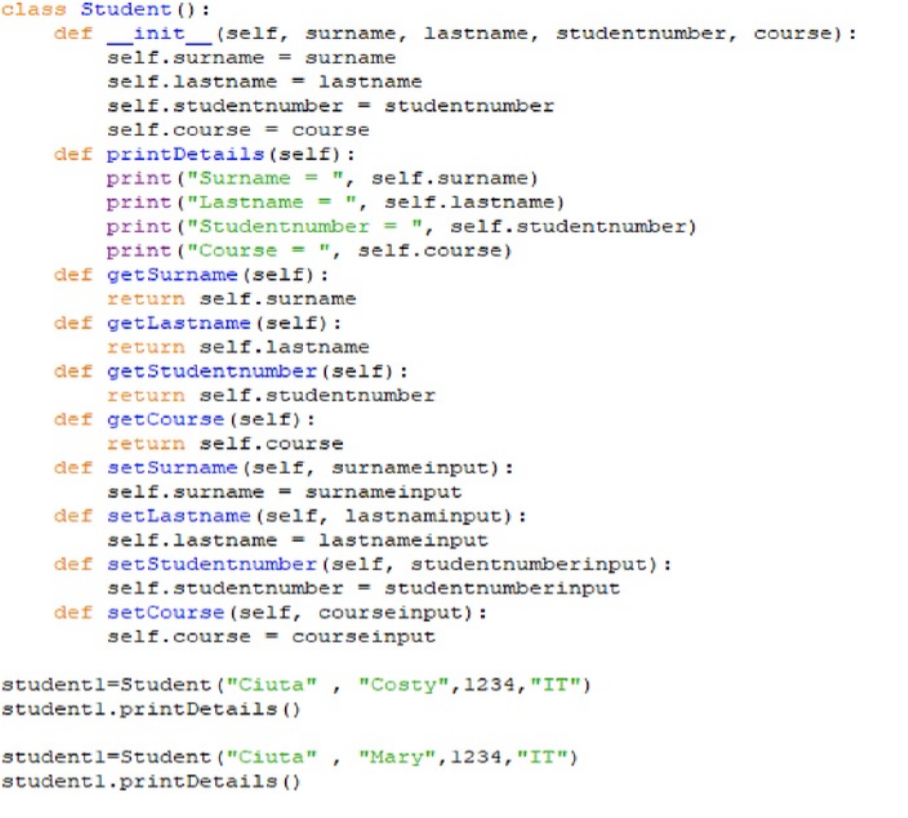 class Student():
    def __init__(self, surname, lastname, studentnumber, course):
        self.surname = surname
        self.lastname = lastname
        self.studentnumber = studentnumber
        self.course = course
    def printDetails(self):
        print("Surname = ", self.surname)
        print("Lastname = ", self.lastname)
        print("Studentnumber = ", self.studentnumber)
        print("Course = ", self.course)
    def getSurname(self):
        return self.surname
    def getLastname(self):
        return self.lastname
    def getStudentnumber(self):
        return self.studentnumber
    def getCourse(self):
        return self.course
    def setSurname(self, surnameinput):
        self.surname = surnameinput
    def setLastname(self, lastnaminput):
        self.lastname = lastnameinput
    def setStudentnumber(self, studentnumberinput):
        self.studentnumber = studentnumberinput
    def setCourse(self, courseinput):
        self.course = courseinput

student1=Student("Ciuta" , "Costy",1234,"IT")
student1.printDetails()

student1=Student("Ciuta" , "Mary",1234,"IT")
student1.printDetails()